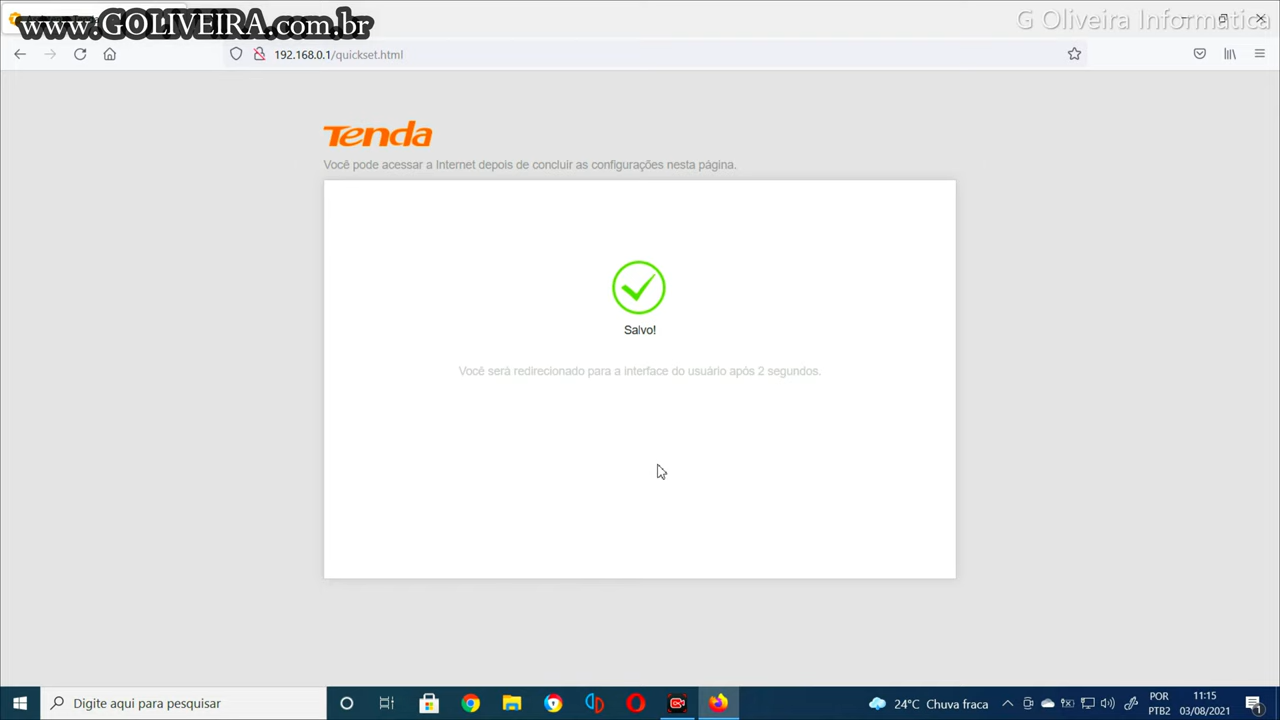 www.GOLIVEIRA.com.br
G Oliveira Informatica
192.168.0.1/quickset.html
Tenda
Você pode acessar a Internet depois de concluir as configurações nesta página.
Salvo!
Você será redirecionado para a interface do usuário após 2 segundos.
Digite aqui para pesquisar
24°C Chuva fraca
POR
PTB2
11:15
03/08/2021
1